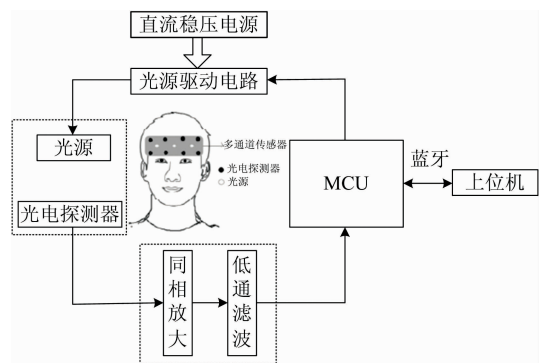 直流稳压电源
光源驱动电路
光源
多通道传感器
光电探测器
光源
MCU
蓝牙
上位机
光电探测器
同相放大
低通滤波